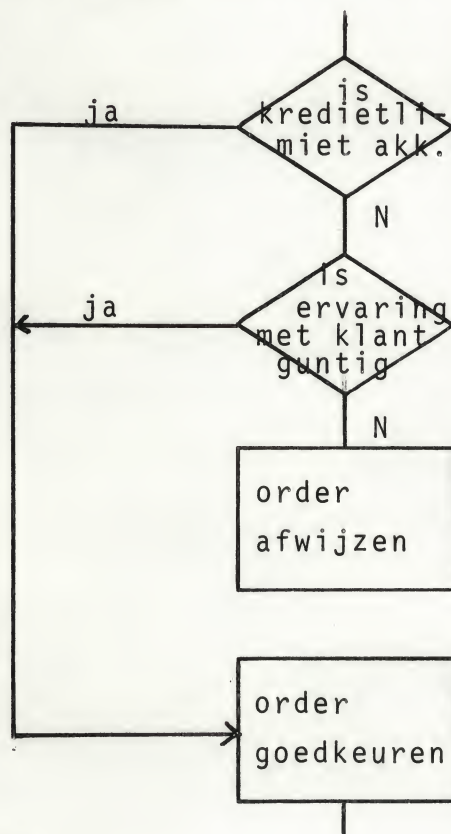 is
ja
kredietli-
miet akk.
N
is
ja
ervaring
met klant
guntig
N
order
afwijzen
order
goedkeuren